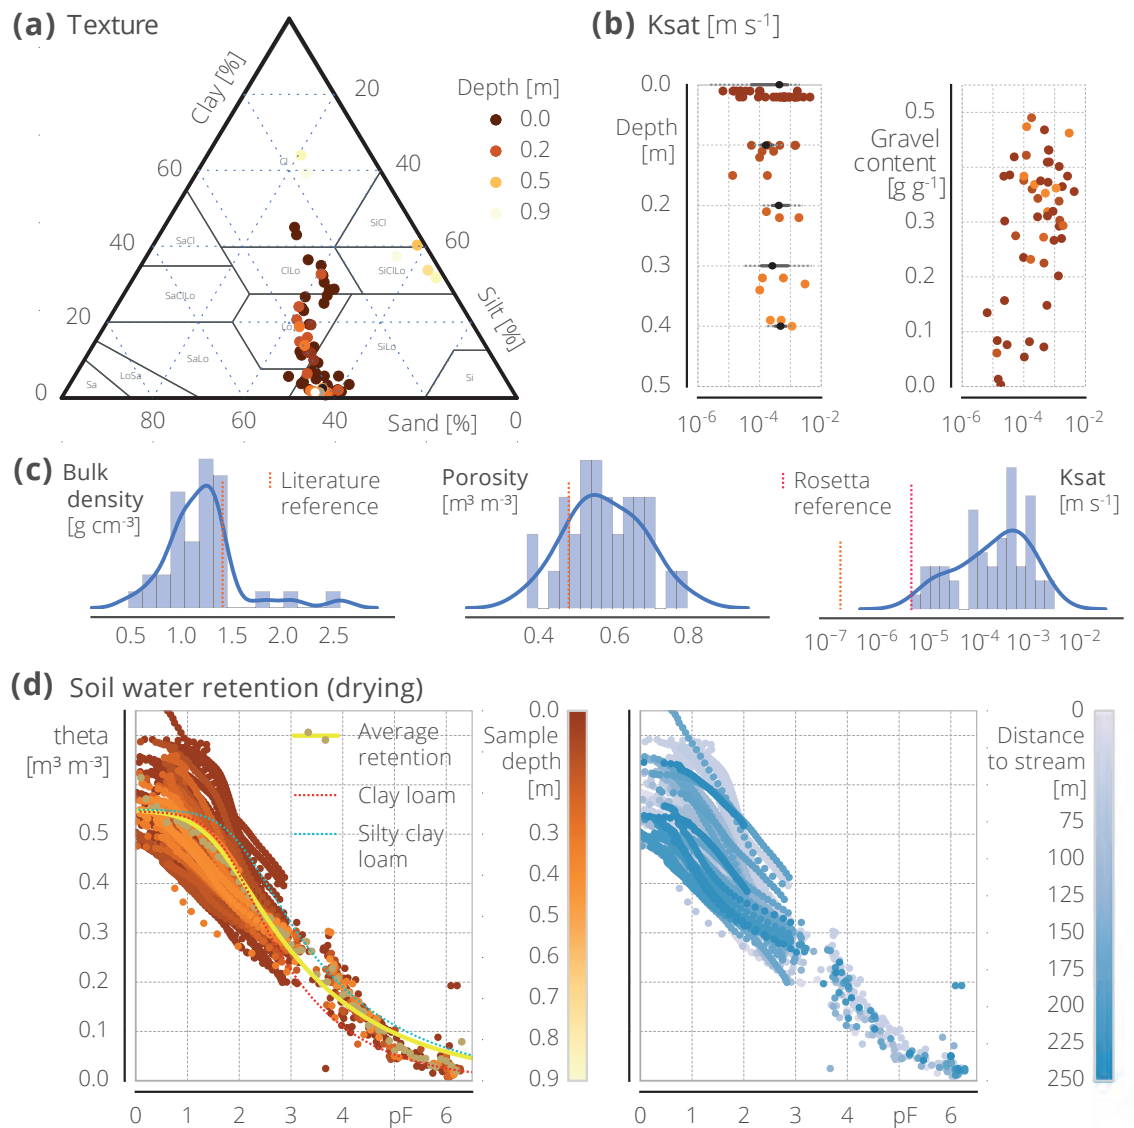 (a) Texture
Clay [%]
20
40
60
60
40
20
0
80
60
40
0
Sand [%]
Silt [%]
Cl
SiCl
SaCl
ClLo
SiClLo
SaClLo
Lo
SiLo
SaLo
LoSa
Sa
Si
Depth [m]
0.0
0.2
0.5
0.9
(b) Ksat [m s⁻¹]
0.0
Depth
[m]
0.2
0.3
0.4
0.5
10⁻⁶ 10⁻⁴ 10⁻²
0.5
Gravel
content
[g g⁻¹]
0.3
0.2
0.1
0.0
10⁻⁶ 10⁻⁴ 10⁻²
(c) Bulk
density
[g cm⁻³]
Literature
reference
0.5 1.0 1.5 2.0 2.5
Porosity
[m³ m⁻³]
0.4 0.6 0.8
Rosetta
reference
Ksat
[m s⁻¹]
10⁻⁷ 10⁻⁶ 10⁻⁵ 10⁻⁴ 10⁻³ 10⁻²
(d) Soil water retention (drying)
theta
[m³ m⁻³]
0.5
0.4
0.3
0.2
0.1
0.0
0 1 2 3 4 pF 6
Average
retention
Clay loam
Silty clay
loam
Sample
depth
[m]
0.0
0.3
0.4
0.5
0.6
0.7
0.8
0.9
0 1 2 3 4 pF 6
Distance
to stream
[m]
0
75
100
125
150
175
200
225
250